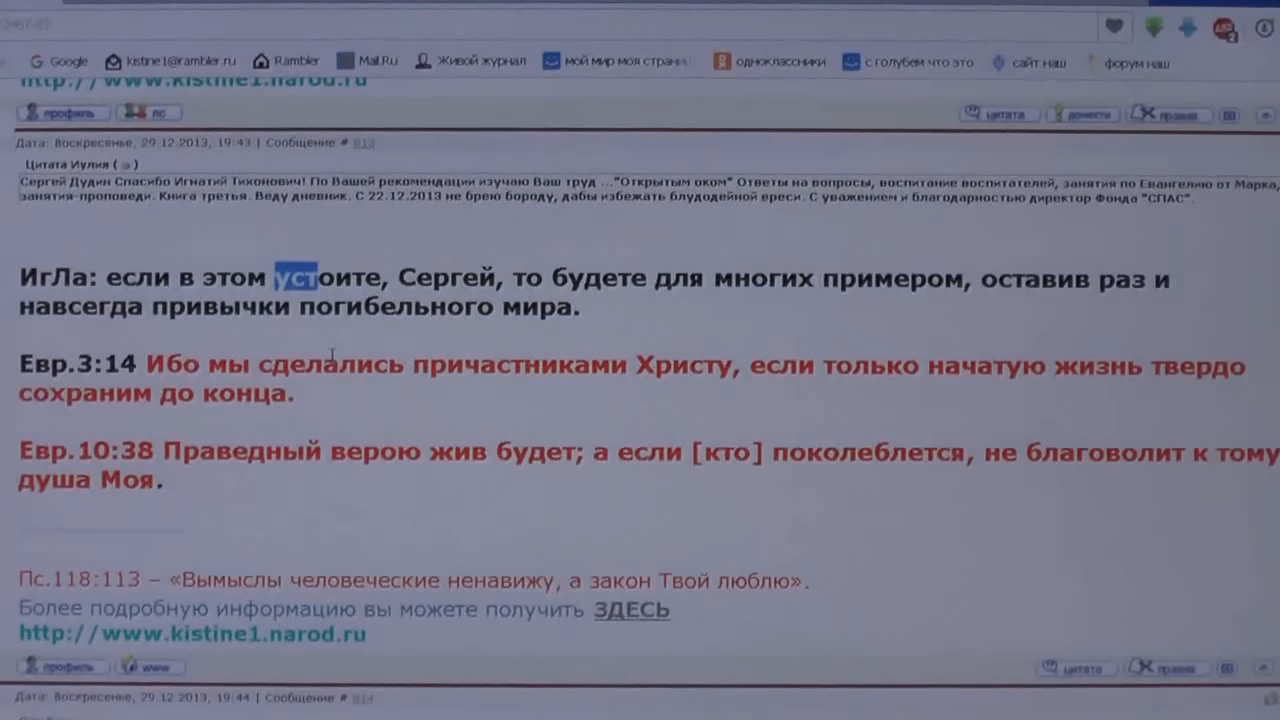 Google kistine1@rambler.ru Rambler Mail.Ru Живой журнал мой мир моя страни одноклассники с голубем что это сайт наш форум наш
http://www.kistine1.narod.ru
профиль пс цитата донести правка
Дата: Воскресенье, 29.12.2013, 19:43 | Сообщение # 813
Цитата Иулия ( )
Сергей Дудин Спасибо Игнатий Тихонович! По Вашей рекомендации изучаю Ваш труд ..."Открытым оком" Ответы на вопросы, воспитание воспитателей, занятия по Евангелию от Марка,
занятия-проповеди. Книга третья. Веду дневник. С 22.12.2013 не брею бороду, дабы избежать блудодейной ереси. С уважением и благодарностью директор Фонда "СПАС".
ИгЛа: если в этом устоите, Сергей, то будете для многих примером, оставив раз и
навсегда привычки погибельного мира.
Евр.3:14 Ибо мы сделались причастниками Христу, если только начатую жизнь твердо
сохраним до конца.
Евр.10:38 Праведный верою жив будет; а если [кто] поколеблется, не благоволит к тому
душа Моя.
Пс.118:113 – «Вымыслы человеческие ненавижу, а закон Твой люблю».
Более подробную информацию вы можете получить ЗДЕСЬ
http://www.kistine1.narod.ru
профиль www цитата правка
Дата: Воскресенье, 29.12.2013, 19:44 | Сообщение # 814